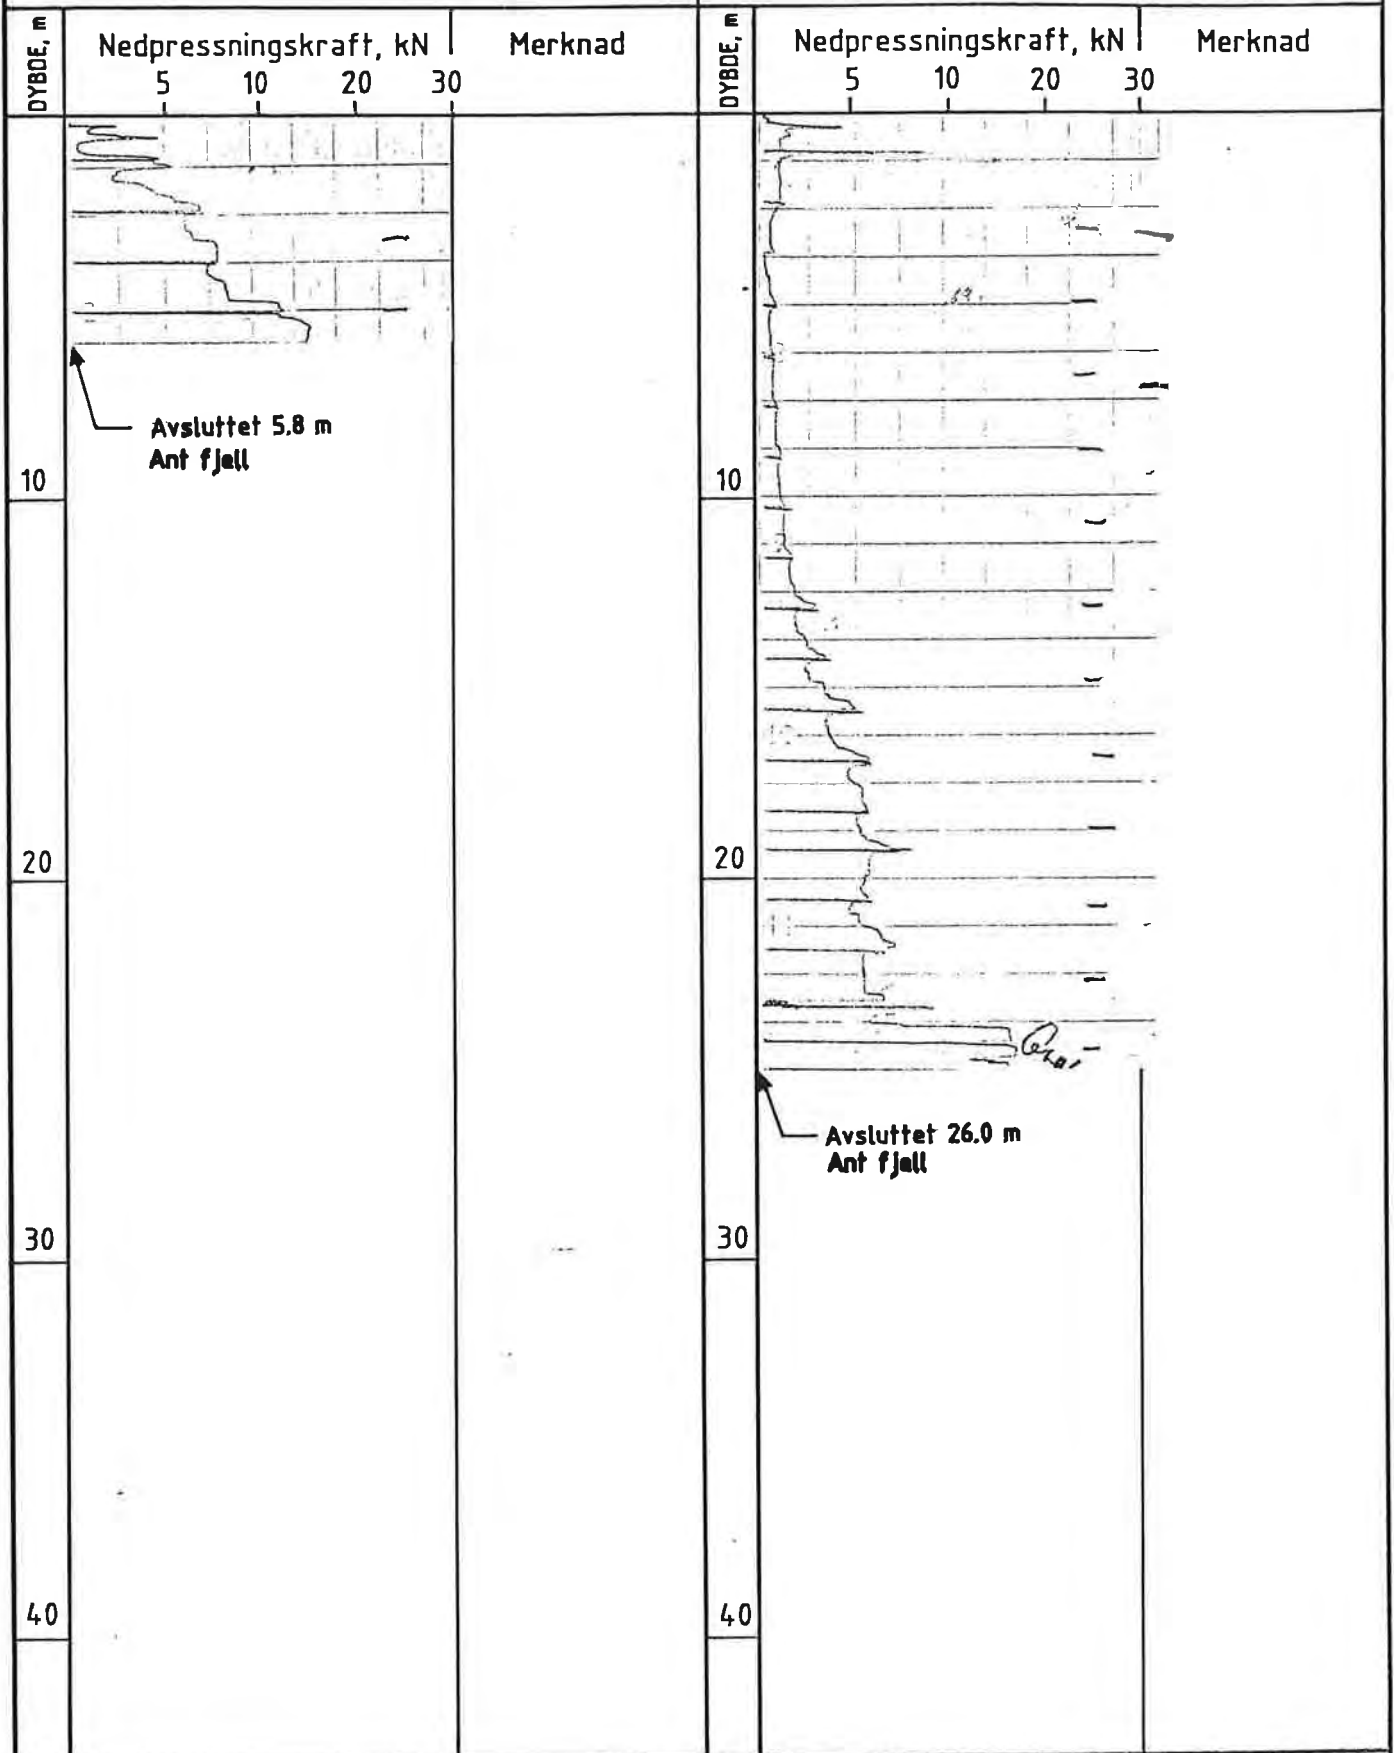 DYBDE, m
Nedpressningskraft, kN
Merknad
5 10 20 30
Avsluttet 5.8 m
Ant fjell
10
20
30
40
DYBDE, m
Nedpressningskraft, kN
Merknad
5 10 20 30
10
20
Avsluttet 26.0 m
Ant fjell
30
40